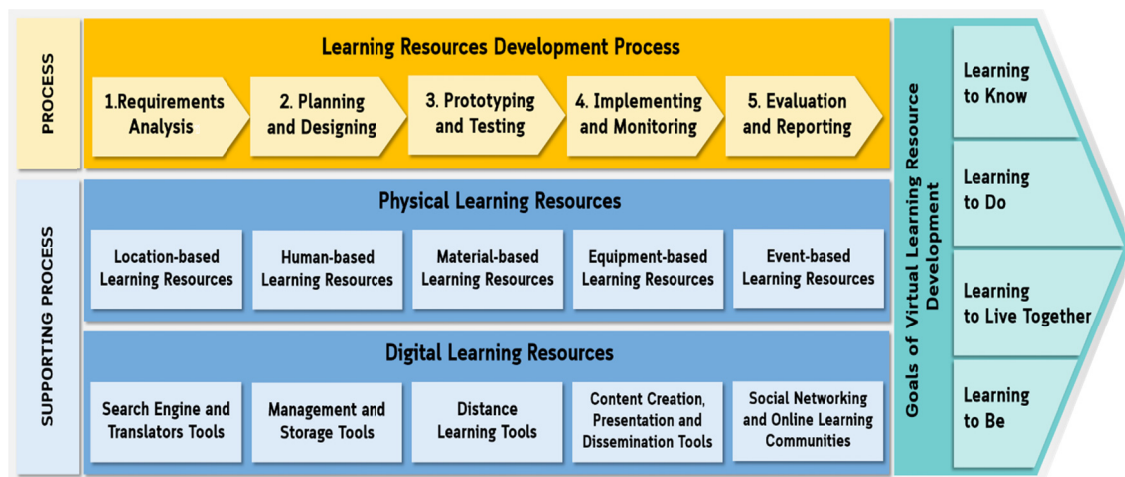 PROCESS
Learning Resources Development Process
1.Requirements
Analysis
2. Planning
and Designing
3. Prototyping
and Testing
4. Implementing
and Monitoring
5. Evaluation
and Reporting
SUPPORTING PROCESS
Physical Learning Resources
Location-based
Learning Resources
Human-based
Learning Resources
Material-based
Learning Resources
Equipment-based
Learning Resources
Event-based
Learning Resources
Digital Learning Resources
Search Engine and
Translators Tools
Management and
Storage Tools
Distance
Learning Tools
Content Creation,
Presentation and
Dissemination Tools
Social Networking
and Online Learning
Communities
Goals of Virtual Learning Resource
Development
Learning
to Know
Learning
to Do
Learning
to Live Together
Learning
to Be